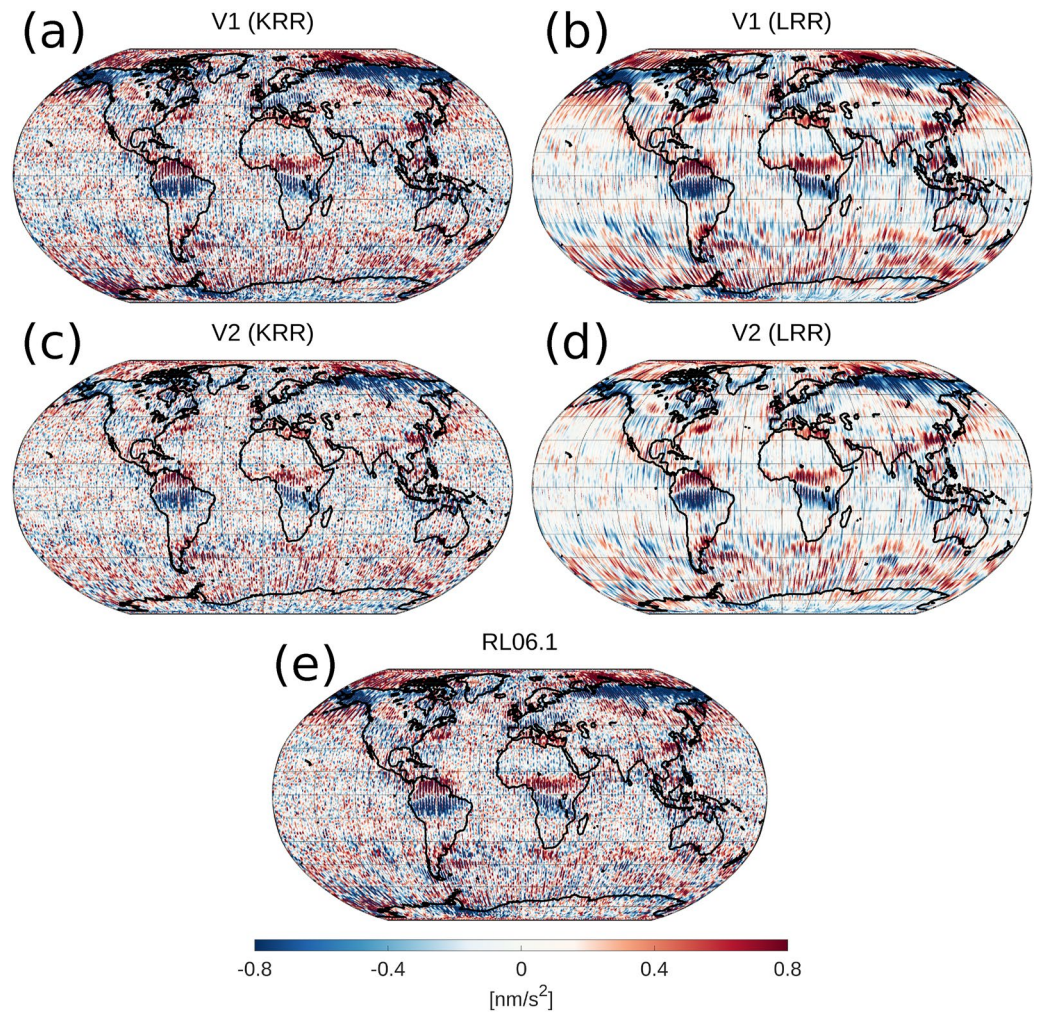 (a) V1 (KRR)
(b) V1 (LRR)
(c) V2 (KRR)
(d) V2 (LRR)
(e) RL06.1
-0.8 -0.4 0 0.4 0.8
[nm/s²]